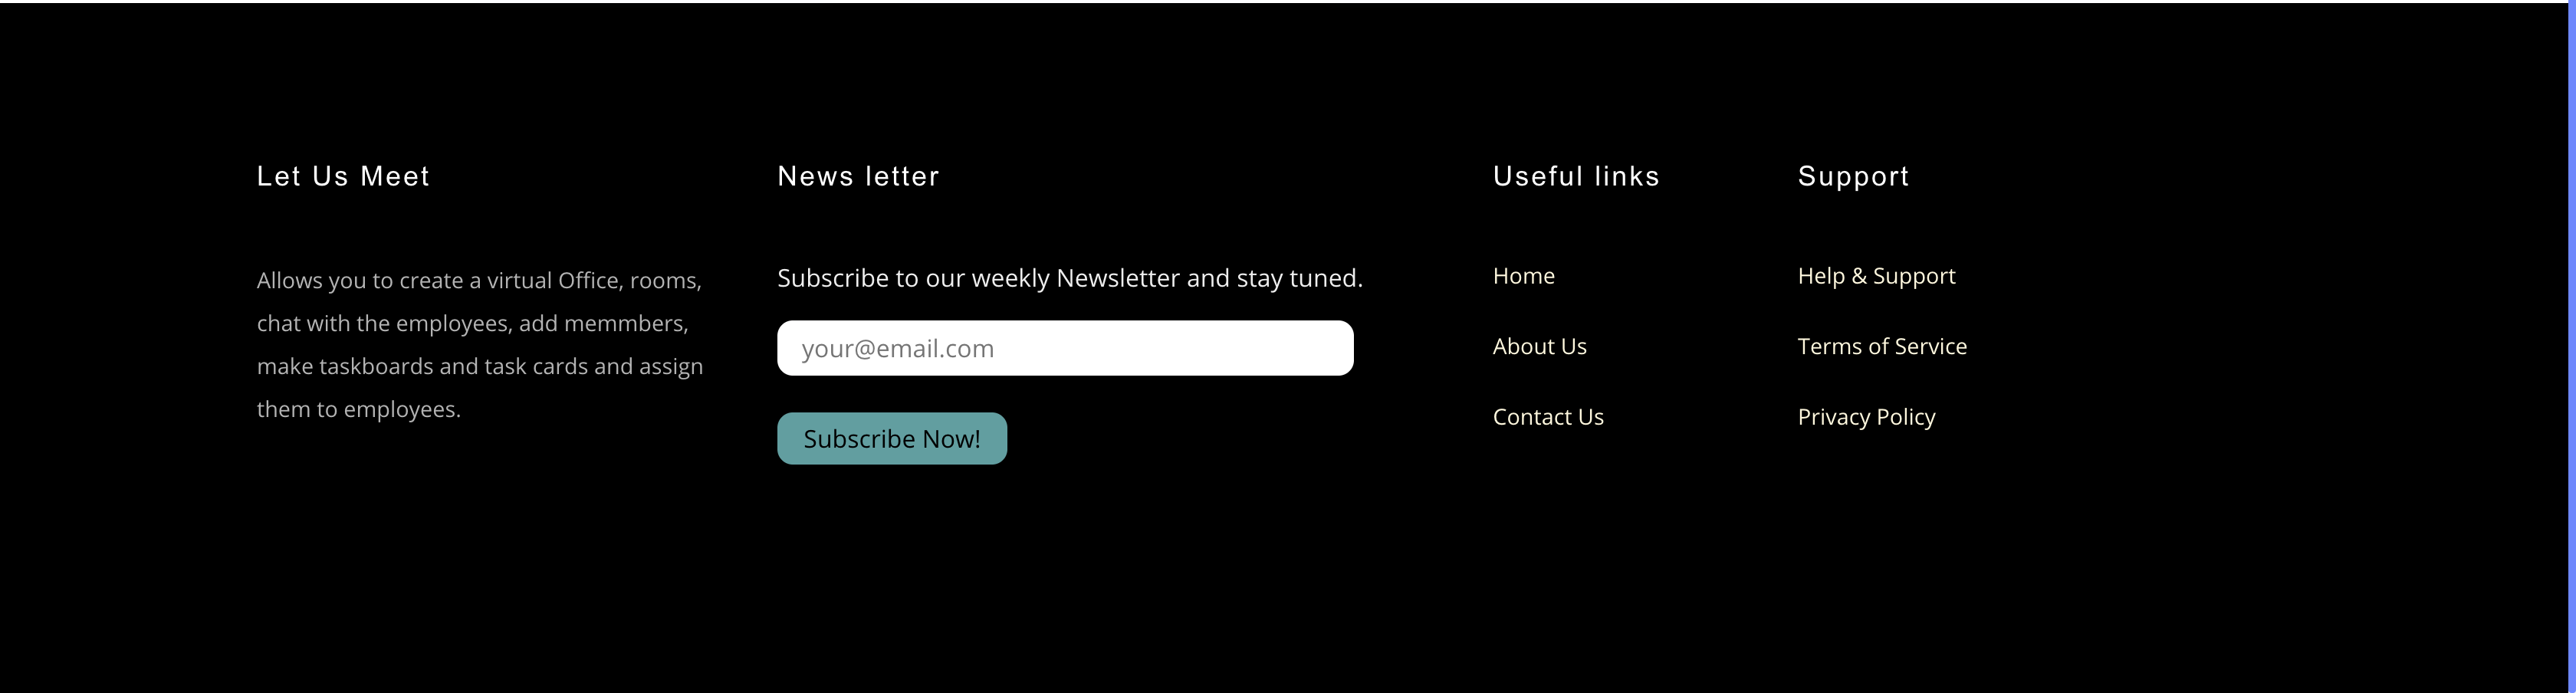 Let Us Meet
Allows you to create a virtual Office, rooms,
chat with the employees, add memmbers,
make taskboards and task cards and assign
them to employees.
News letter
Subscribe to our weekly Newsletter and stay tuned.
your@email.com
Subscribe Now!
Useful links
Home
About Us
Contact Us
Support
Help & Support
Terms of Service
Privacy Policy